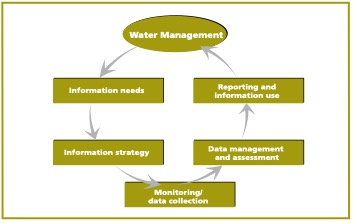 Water Management
Information needs
Reporting and
information use
Information strategy
Data management
and assessment
Monitoring/
data collection